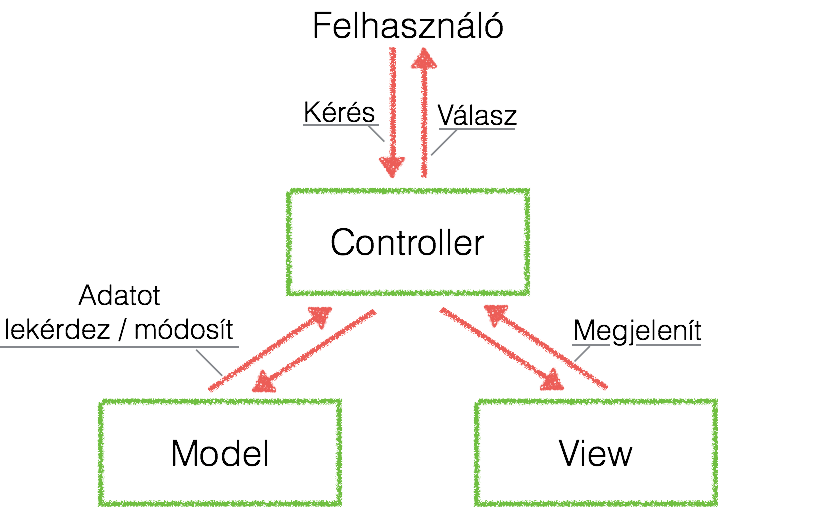 Felhasználó
Kérés
Válasz
Controller
Adatot
lekérdez / módosít
Megjelenít
Model
View